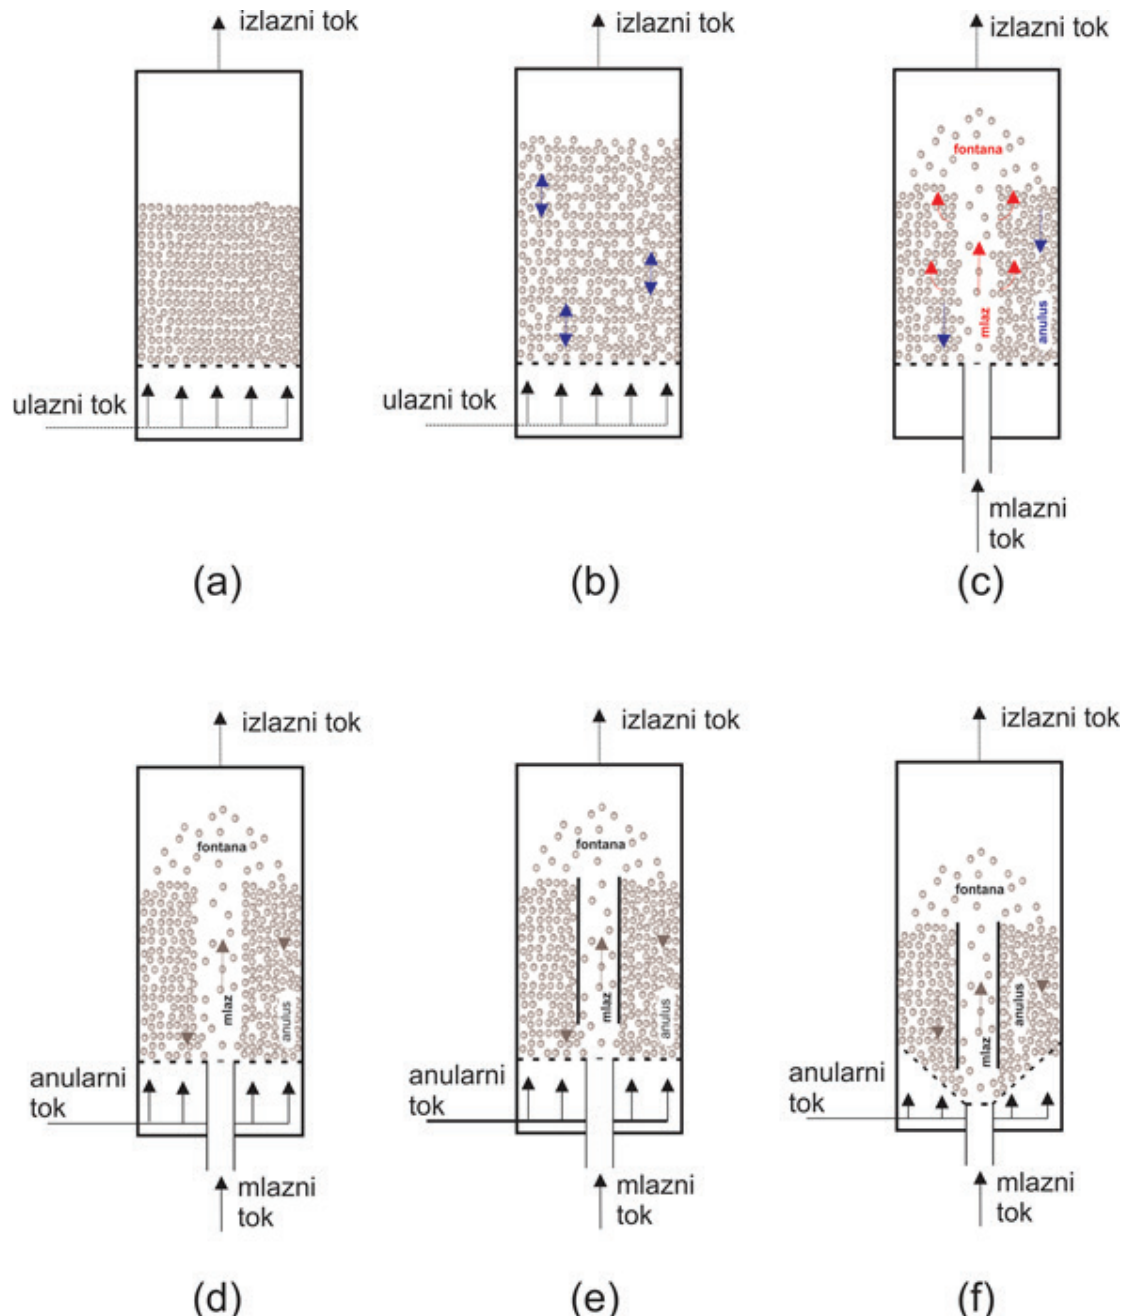 izlazni tok
izlazni tok
izlazni tok
fontana
mlaz
anulus
ulazni tok
ulazni tok
mlazni
tok
(a)
(b)
(c)
izlazni tok
izlazni tok
izlazni tok
fontana
fontana
fontana
mlaz
anulus
mlaz
anulus
mlaz
anulus
anularni
tok
anularni
tok
anularni
tok
mlazni
tok
mlazni
tok
mlazni
tok
(d)
(e)
(f)